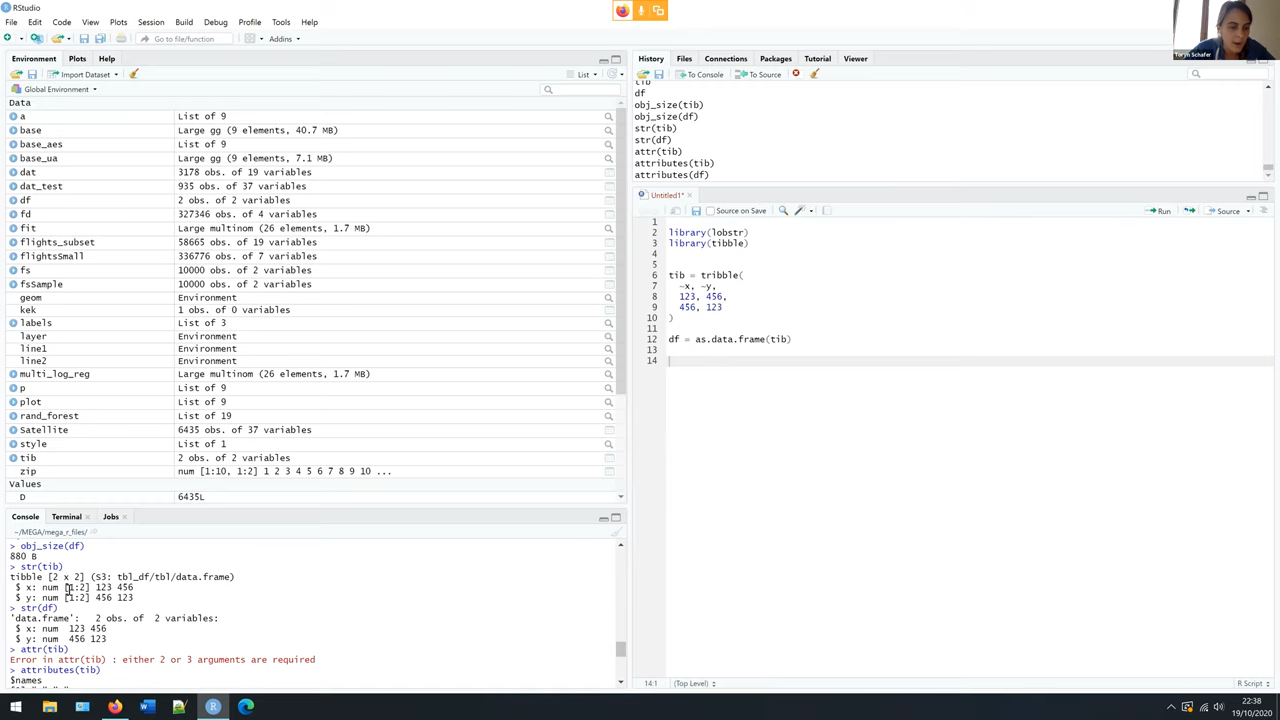 RStudio
File Edit Code View Plots Session Build Debug Profile Tools Help
Go to file/function Addins
Toryn Schafer
Environment Plots Help
Import Dataset List
Global Environment
Data
a List of 9
base Large gg (9 elements, 40.7 MB)
base_aes List of 9
base_ua Large gg (9 elements, 7.1 MB)
dat 3178 obs. of 19 variables
dat_test 935 obs. of 37 variables
df 2 obs. of 2 variables
fd 327346 obs. of 4 variables
fit Large multinom (26 elements, 1.7 MB)
flights_subset 58665 obs. of 19 variables
flightsSmall 336776 obs. of 7 variables
fs 10000 obs. of 2 variables
fsSample 10000 obs. of 2 variables
geom Environment
kek 1 obs. of 0 variables
labels List of 3
layer Environment
line1 Environment
line2 Environment
multi_log_reg Large multinom (26 elements, 1.7 MB)
p List of 9
plot List of 9
rand_forest List of 19
Satellite 6435 obs. of 37 variables
style List of 1
tib 2 obs. of 2 variables
zip num [1:10, 1:2] 1 2 3 4 5 6 7 8 9 10 ...
Values
D 6435L
Console Terminal Jobs
~/MEGA/mega_r_files/
> obj_size(df)
880 B
> str(tib)
tibble [2 x 2] (S3: tbl_df/tbl/data.frame)
$ x: num [1:2] 123 456
$ y: num [1:2] 456 123
> str(df)
'data.frame': 2 obs. of 2 variables:
$ x: num 123 456
$ y: num 456 123
> attr(tib)
Error in attr(tib) : either 2 or 3 arguments are required
> attributes(tib)
$names
History Files Connections Packages Tutorial Viewer
To Console To Source
tib
df
obj_size(tib)
obj_size(df)
str(tib)
str(df)
attr(tib)
attributes(tib)
attributes(df)
Untitled1*
Source on Save Run Source
1
2 library(lobstr)
3 library(tibble)
4
5
6 tib = tribble(
7 ~x, ~y,
8 123, 456,
9 456, 123
10 )
11
12 df = as.data.frame(tib)
13
14
14:1 (Top Level) R Script
22:38
19/10/2020